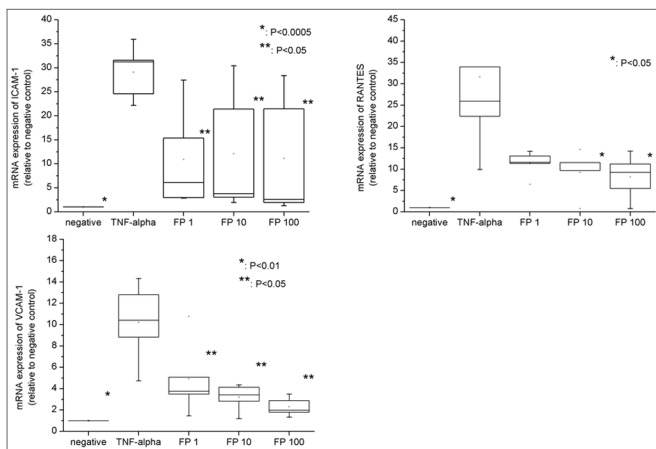 mRNA expression of ICAM-1
(relative to negative control)
40
35
30
25
20
15
10
5
0
*: P<0.0005
**: P<0.05
*
**
**
**
negative TNF-alpha FP 1 FP 10 FP 100
mRNA expression of RANTES
(relative to negative control)
45
40
35
30
25
20
15
10
5
0
*: P<0.05
*
*
*
negative TNF-alpha FP 1 FP 10 FP 100
mRNA expression of VCAM-1
(relative to negative control)
18
16
14
12
10
8
6
4
2
0
*: P<0.01
**: P<0.05
*
**
**
**
negative TNF-alpha FP 1 FP 10 FP 100